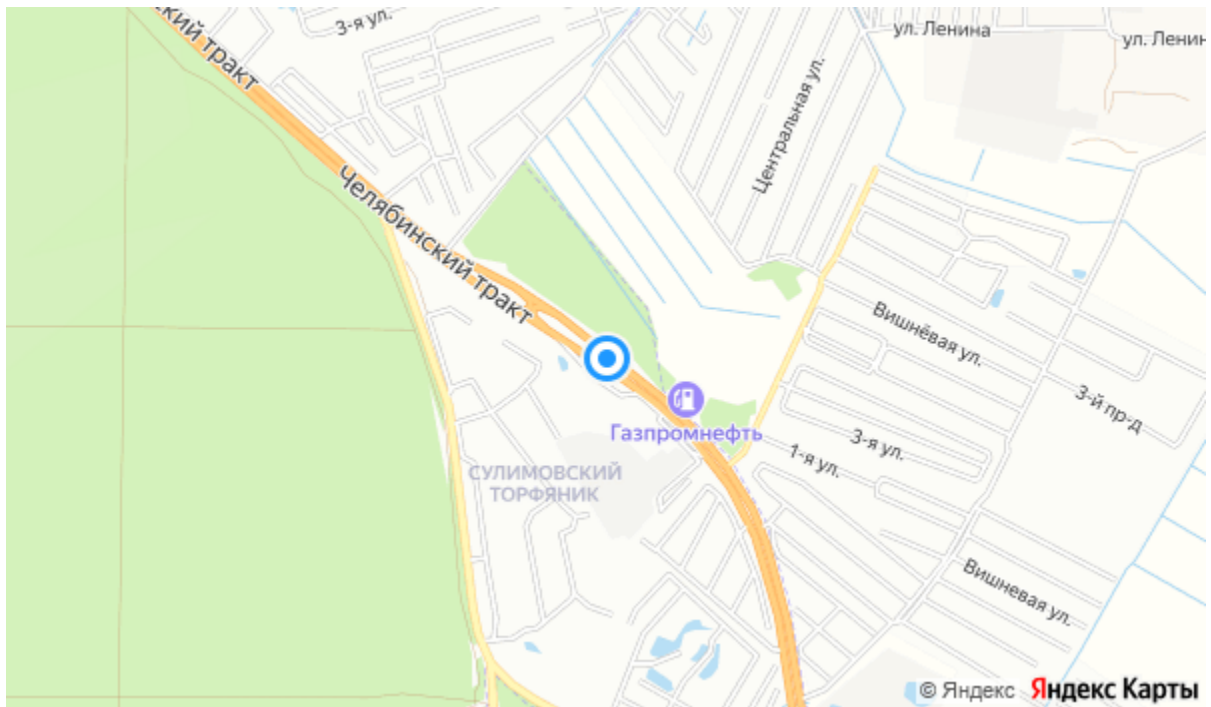 3-я ул.
ул. Ленина
ул. Ленин
ский тракт
Центральная ул.
Челябинский тракт
Вишнёвая ул.
3-й пр-д
Газпромнефть
3-я ул.
1-я ул.
СУЛИМОВСКИЙ
ТОРФЯНИК
Вишневая ул.
© Яндекс Яндекс Карты